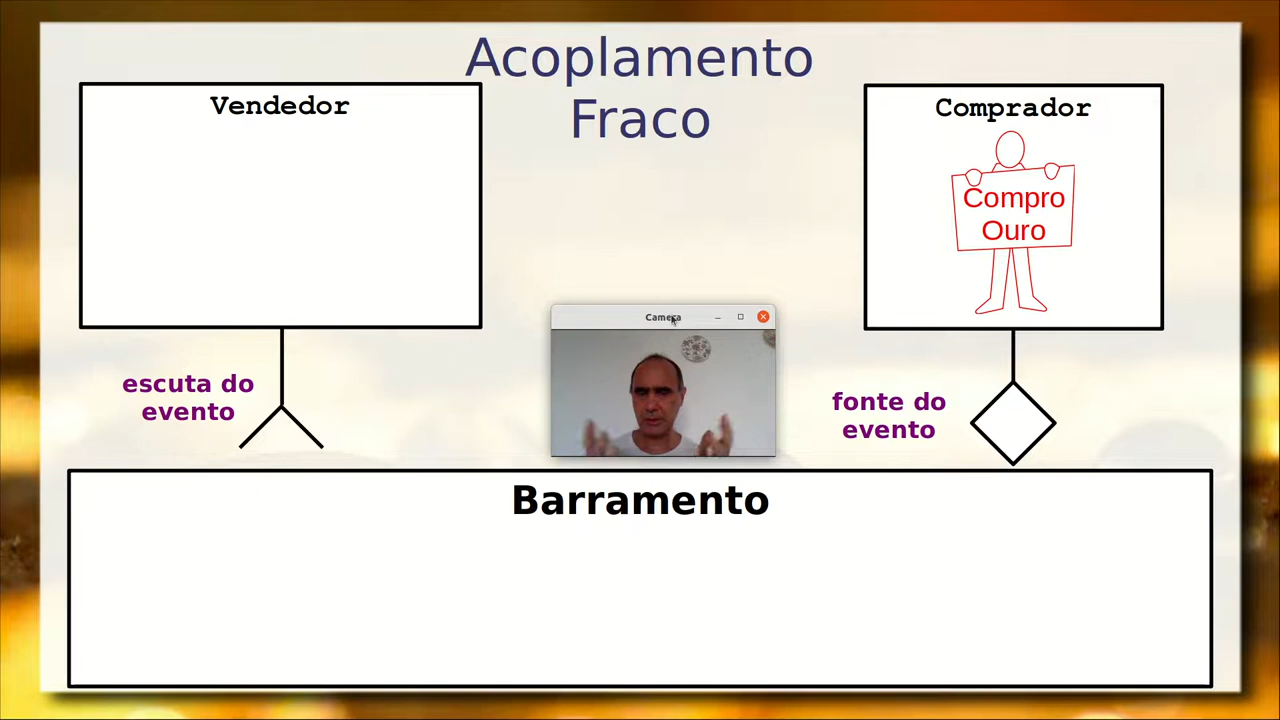 Acoplamento
Fraco
Vendedor
Comprador
Compro
Ouro
Camera
escuta do
evento
fonte do
evento
Barramento